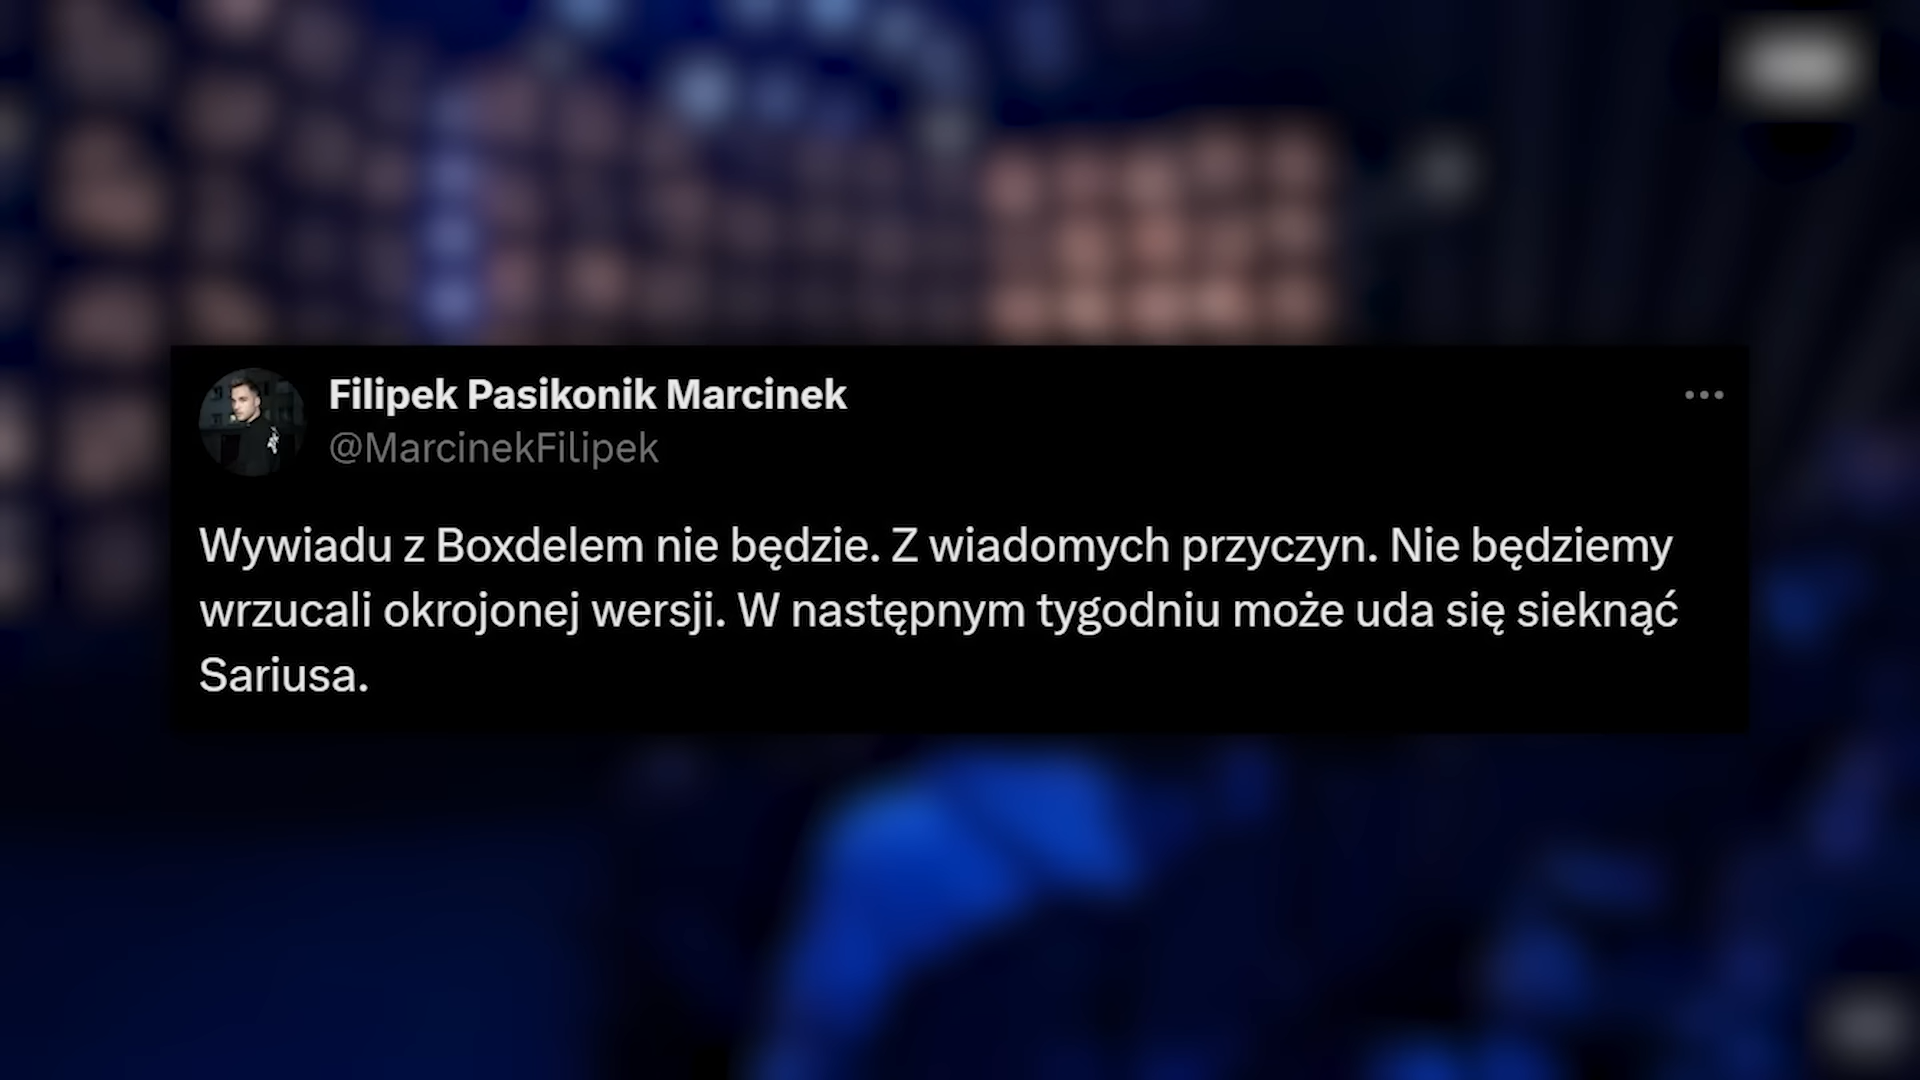 Filipek Pasikonik Marcinek
@MarcinekFilipek
Wywiadu z Boxdelem nie będzie. Z wiadomych przyczyn. Nie będziemy
wrzucali okrojonej wersji. W następnym tygodniu może uda się sieknąć
Sariusa.